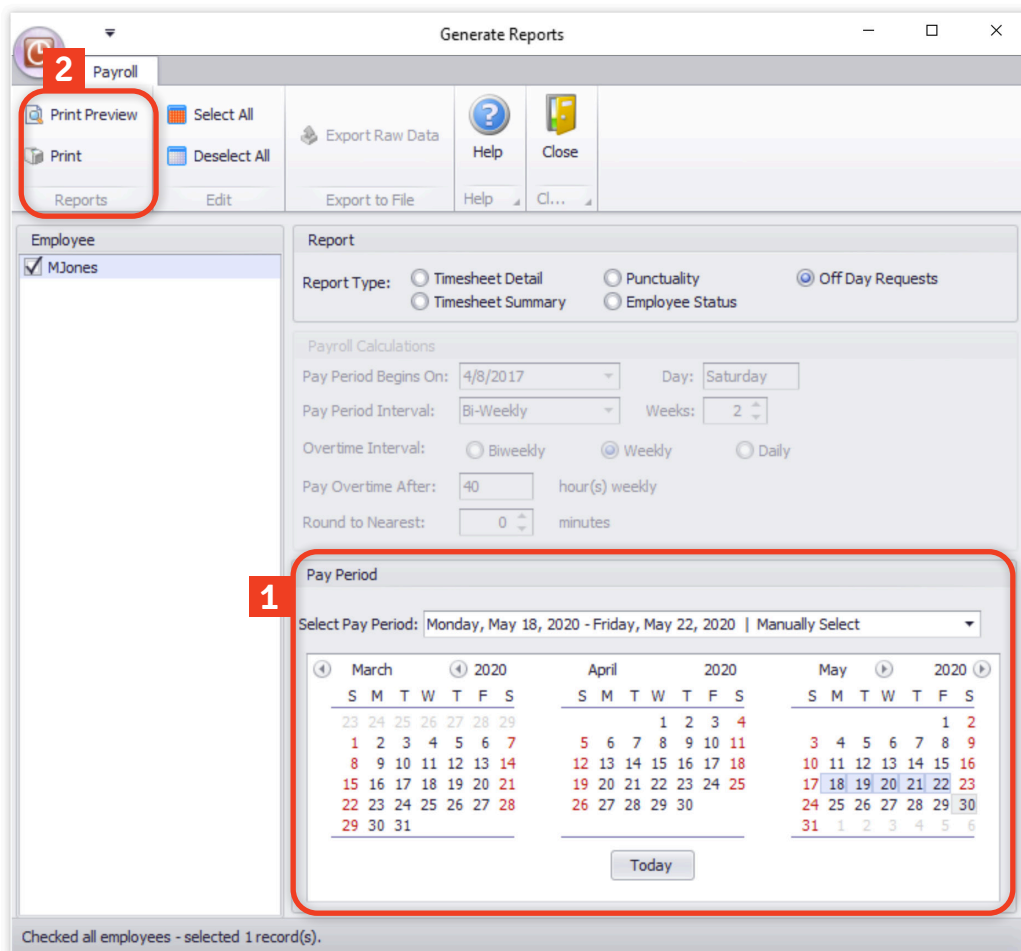 Generate Reports
2
Payroll
Print Preview
Print
Reports
Select All
Deselect All
Edit
Export Raw Data
Export to File
Help
Help
Close
Cl...
Employee
MJones
Report
Report Type: Timesheet Detail Punctuality Off Day Requests
Timesheet Summary Employee Status
Payroll Calculations
Pay Period Begins On: 4/8/2017 Day: Saturday
Pay Period Interval: Bi-Weekly Weeks: 2
Overtime Interval: Biweekly Weekly Daily
Pay Overtime After: 40 hour(s) weekly
Round to Nearest: 0 minutes
1
Pay Period
Select Pay Period: Monday, May 18, 2020 - Friday, May 22, 2020 | Manually Select
March 2020
S M T W T F S
23 24 25 26 27 28 29
1 2 3 4 5 6 7
8 9 10 11 12 13 14
15 16 17 18 19 20 21
22 23 24 25 26 27 28
29 30 31
April 2020
S M T W T F S
1 2 3 4
5 6 7 8 9 10 11
12 13 14 15 16 17 18
19 20 21 22 23 24 25
26 27 28 29 30
May 2020
S M T W T F S
1 2
3 4 5 6 7 8 9
10 11 12 13 14 15 16
17 18 19 20 21 22 23
24 25 26 27 28 29 30
31 1 2 3 4 5 6
Today
Checked all employees - selected 1 record(s).